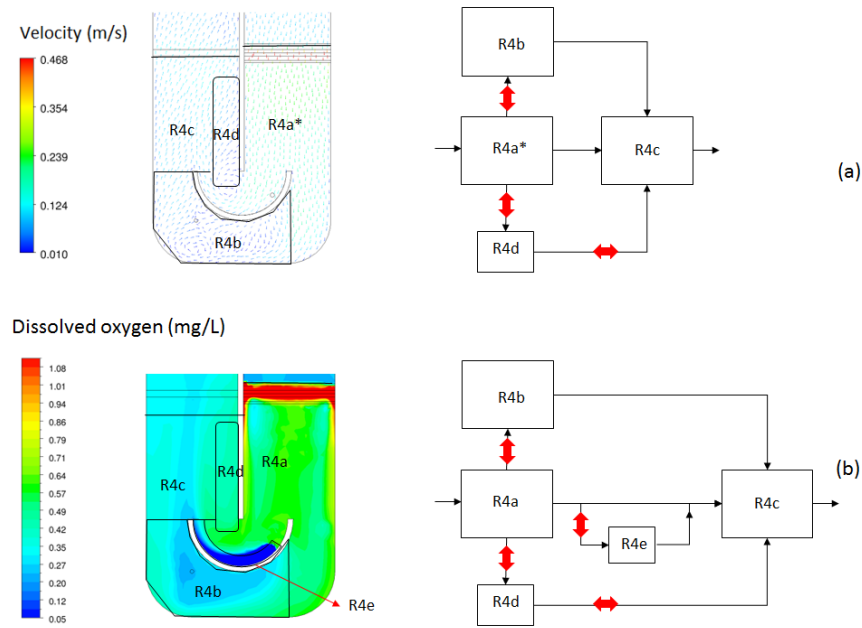 Velocity (m/s)
0.468
0.354
0.239
0.124
0.010
R4c
R4d
R4a*
R4b
R4b
R4a*
R4c
R4d
(a)
Dissolved oxygen (mg/L)
1.08
1.01
0.94
0.86
0.79
0.71
0.64
0.57
0.49
0.42
0.35
0.27
0.20
0.12
0.05
R4c
R4d
R4a
R4b
R4e
R4b
R4a
R4c
R4e
R4d
(b)